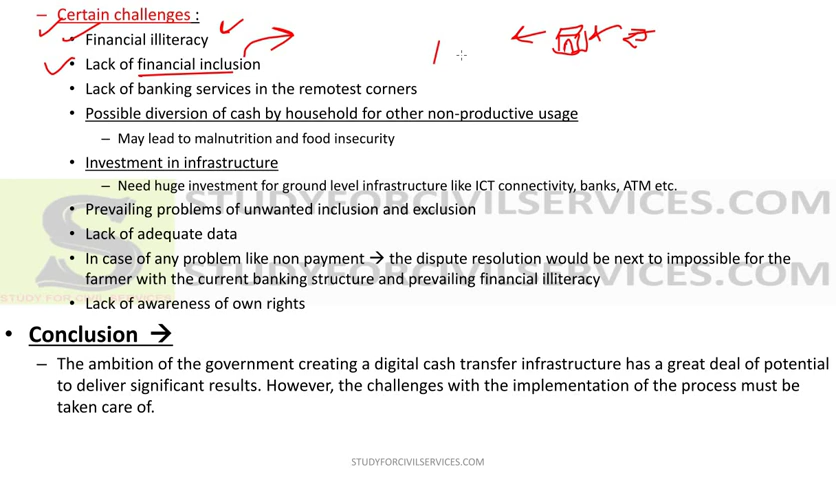 – Certain challenges :
• Financial illiteracy
• Lack of financial inclusion
• Lack of banking services in the remotest corners
• Possible diversion of cash by household for other non-productive usage
– May lead to malnutrition and food insecurity
• Investment in infrastructure
– Need huge investment for ground level infrastructure like ICT connectivity, banks, ATM etc.
STUDYFORCIVILSERVICES.COM
• Prevailing problems of unwanted inclusion and exclusion
• Lack of adequate data
• In case of any problem like non payment → the dispute resolution would be next to impossible for the
farmer with the current banking structure and prevailing financial illiteracy
STUDYFORCIVILSERVICES.COM
S
STUDY FOR CIVIL SERVICES
• Lack of awareness of own rights
• Conclusion →
– The ambition of the government creating a digital cash transfer infrastructure has a great deal of potential
to deliver significant results. However, the challenges with the implementation of the process must be
taken care of.
STUDYFORCIVILSERVICES.COM